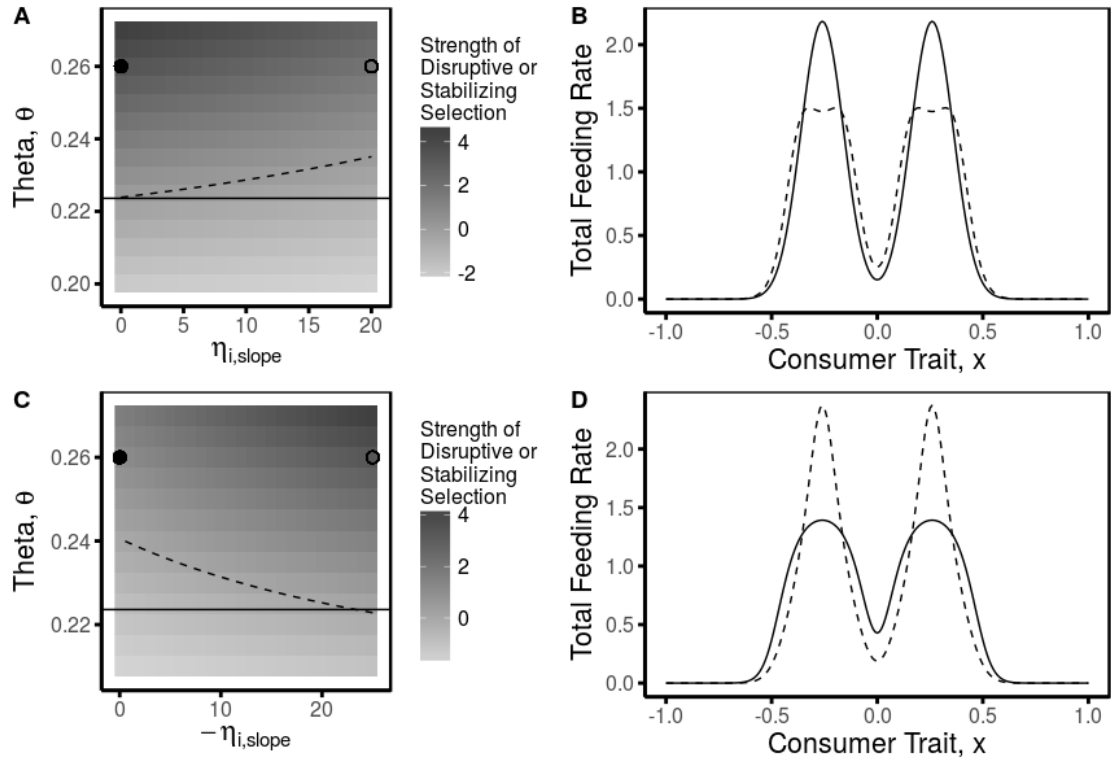 A
0.26
0.24
0.22
0.20
Theta, θ
0
5
10
15
20
ηi,slope
Strength of
Disruptive or
Stabilizing
Selection
4
2
0
-2
B
2.0
1.5
1.0
0.5
0.0
Total Feeding Rate
-1.0
-0.5
0.0
0.5
1.0
Consumer Trait, x
C
0.26
0.24
0.22
Theta, θ
0
20
−ηi,slope
Strength of
Disruptive or
Stabilizing
Selection
4
2
0
D
2.0
1.5
1.0
0.5
0.0
Total Feeding Rate
-1.0
-0.5
0.0
0.5
1.0
Consumer Trait, x